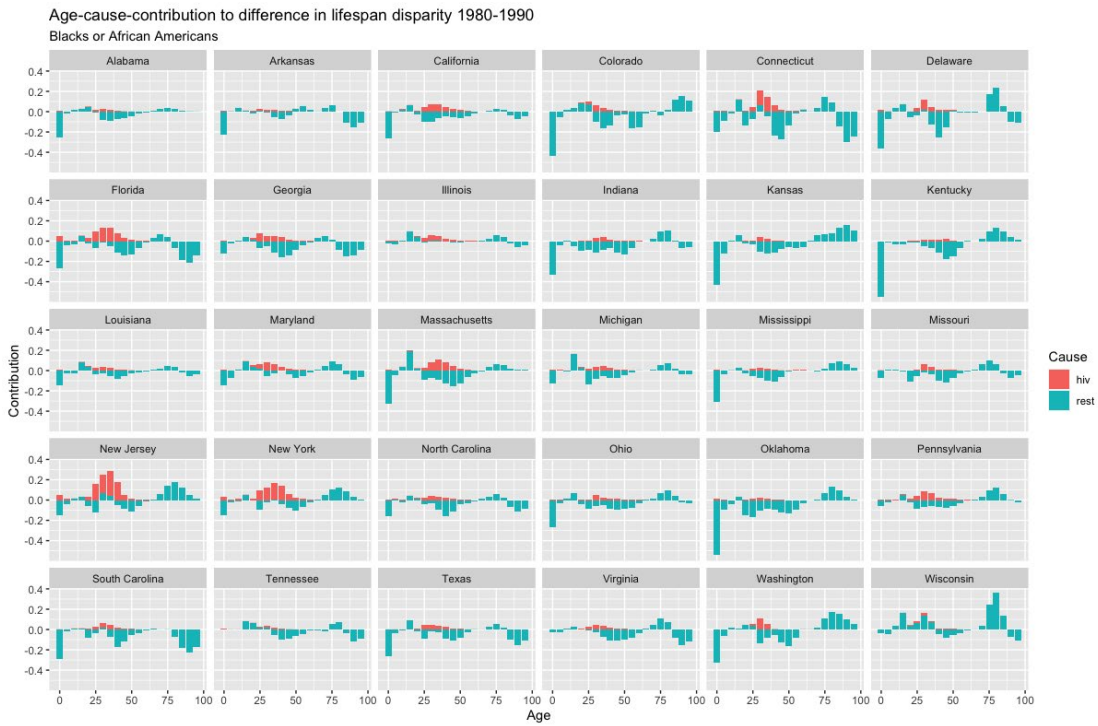 Age-cause-contribution to difference in lifespan disparity 1980-1990
Blacks or African Americans
Alabama Arkansas California Colorado Connecticut Delaware
0.4
0.2
0.0
-0.2
-0.4
Florida Georgia Illinois Indiana Kansas Kentucky
0.4
0.2
0.0
-0.2
-0.4
Louisiana Maryland Massachusetts Michigan Mississippi Missouri
0.4
0.2
0.0
-0.2
-0.4
Contribution
Cause
hiv
rest
New Jersey New York North Carolina Ohio Oklahoma Pennsylvania
0.4
0.2
0.0
-0.2
-0.4
South Carolina Tennessee Texas Virginia Washington Wisconsin
0.4
0.2
0.0
-0.2
-0.4
0 25 50 75 100 0 25 50 75 100 0 25 50 75 100 0 25 50 75 100 0 25 50 75 100 0 25 50 75 100
Age